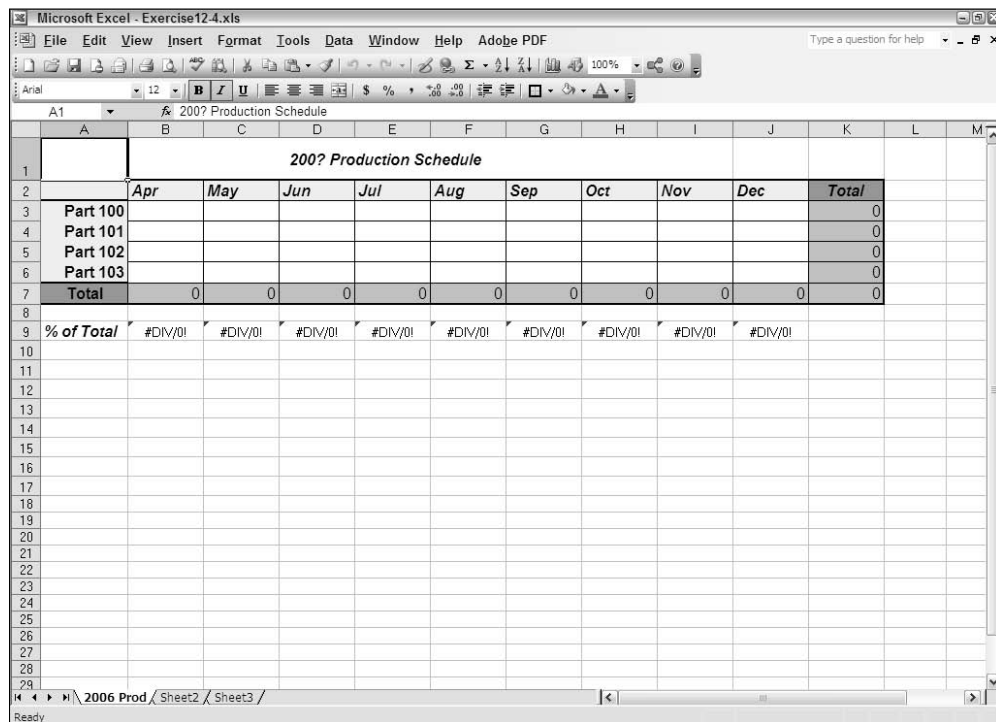 Microsoft Excel - Exercise12-4.xls
File Edit View Insert Format Tools Data Window Help Adobe PDF Type a question for help
Σ 100%
Arial 12 B I U $ % , A
A1 fx 200? Production Schedule
A B C D E F G H I J K L M
1 200? Production Schedule
2 Apr May Jun Jul Aug Sep Oct Nov Dec Total
3 Part 100 0
4 Part 101 0
5 Part 102 0
6 Part 103 0
7 Total 0 0 0 0 0 0 0 0 0 0
8
9 % of Total #DIV/0! #DIV/0! #DIV/0! #DIV/0! #DIV/0! #DIV/0! #DIV/0! #DIV/0! #DIV/0!
10
11
12
13
14
15
16
17
18
19
20
21
22
23
24
25
26
27
28
29
2006 Prod Sheet2 Sheet3
Ready